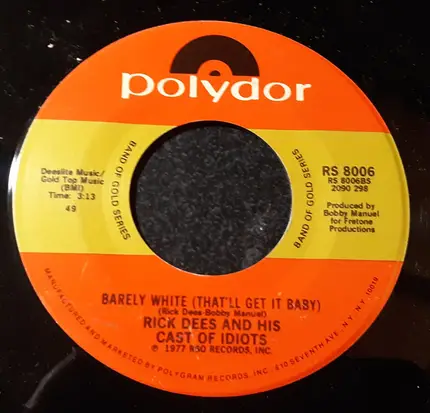 polydor
Deeslite Music/
Gold Top Music
(BMI)
Time: 3:13
49
BAND OF GOLD SERIES
BAND OF GOLD SERIES
RS 8006
RS 8006BS
2090 298
Produced by
Bobby Manuel
for Fretone
Productions
BARELY WHITE (THAT'LL GET IT BABY)
(Rick Dees-Bobby Manuel)
RICK DEES AND HIS
CAST OF IDIOTS
℗ 1977 RSO RECORDS, INC.
MANUFACTURED AND MARKETED BY POLYGRAM RECORDS, INC. 810 SEVENTH AVE. · N.Y., N.Y. 10019